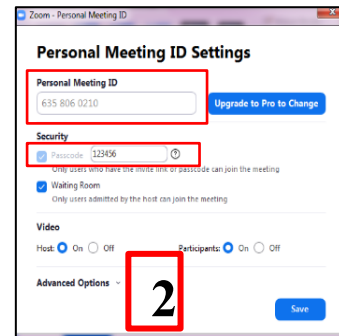 Zoom - Personal Meeting ID
Personal Meeting ID Settings
Personal Meeting ID
635 806 0210
Upgrade to Pro to Change
Security
Passcode 123456
Only users who have the invite link or passcode can join the meeting
Waiting Room
Only users admitted by the host can join the meeting
Video
Host: On Off Participants: On Off
Advanced Options
2
Save